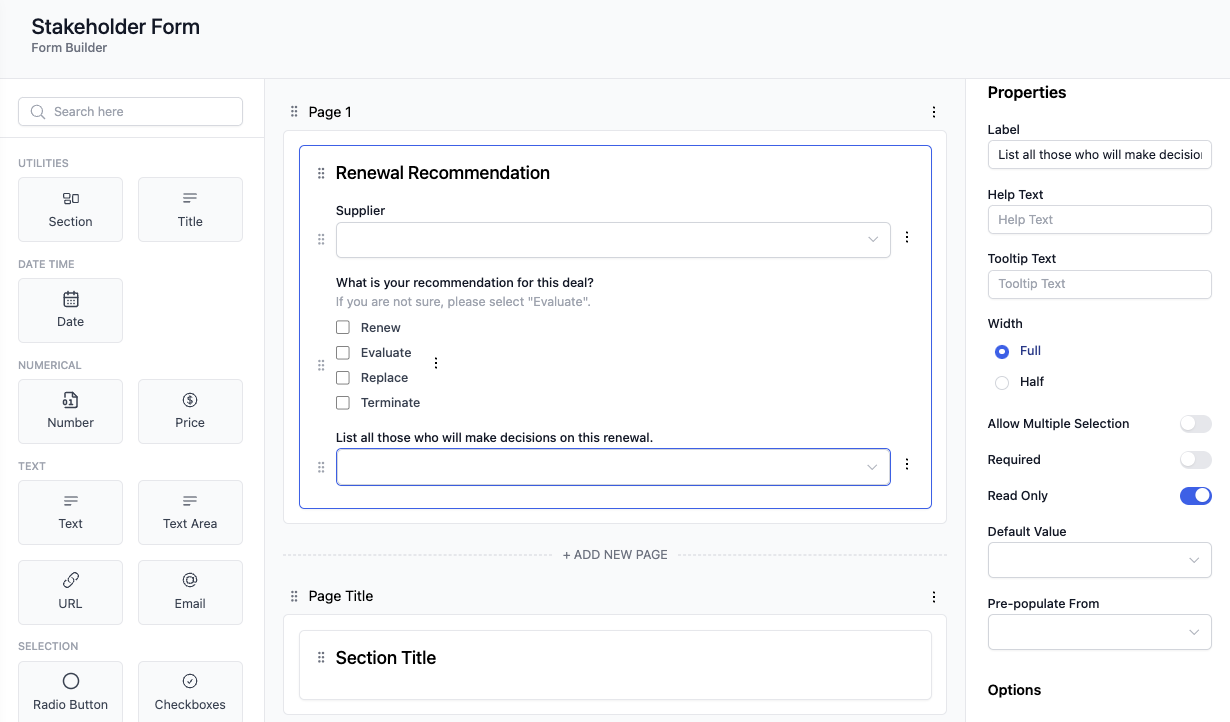 Stakeholder Form
Form Builder
Search here
UTILITIES
Section
Title
DATE TIME
Date
NUMERICAL
01
Number
$
Price
TEXT
Text
Text Area
URL
@
Email
SELECTION
Radio Button
Checkboxes
Page 1
Renewal Recommendation
Supplier
What is your recommendation for this deal?
If you are not sure, please select "Evaluate".
Renew
Evaluate
Replace
Terminate
List all those who will make decisions on this renewal.
+ ADD NEW PAGE
Page Title
Section Title
Properties
Label
List all those who will make decision
Help Text
Help Text
Tooltip Text
Tooltip Text
Width
Full
Half
Allow Multiple Selection
Required
Read Only
Default Value
Pre-populate From
Options